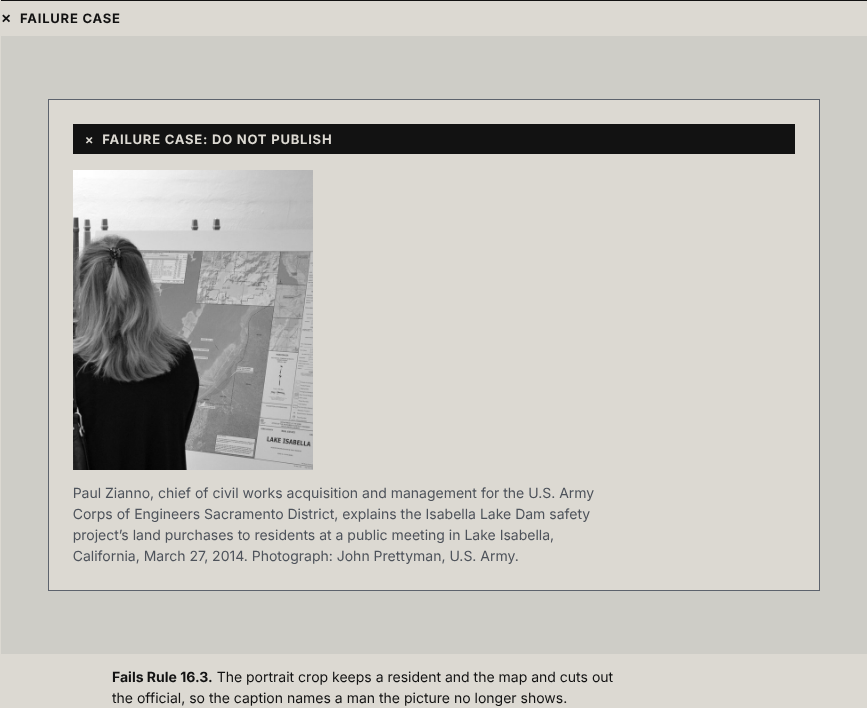 × FAILURE CASE
× FAILURE CASE: DO NOT PUBLISH
LAKE ISABELLA
Paul Zianno, chief of civil works acquisition and management for the U.S. Army
Corps of Engineers Sacramento District, explains the Isabella Lake Dam safety
project’s land purchases to residents at a public meeting in Lake Isabella,
California, March 27, 2014. Photograph: John Prettyman, U.S. Army.
Fails Rule 16.3. The portrait crop keeps a resident and the map and cuts out
the official, so the caption names a man the picture no longer shows.